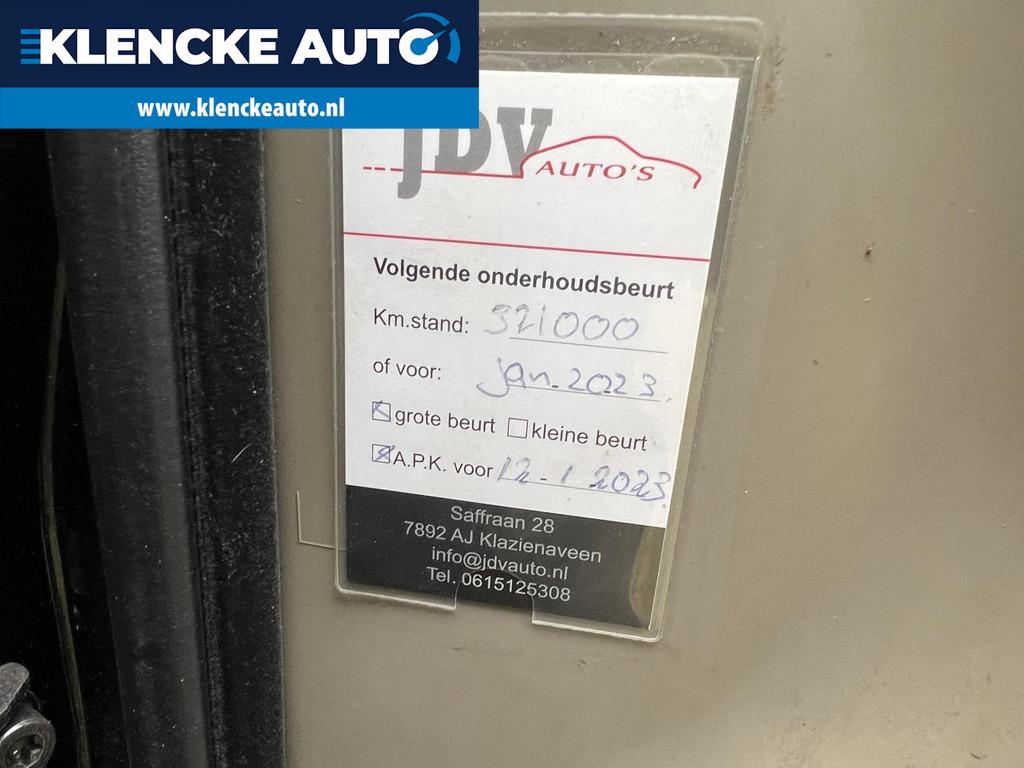 KLENCKE AUTO
www.klenckeauto.nl
JDV
AUTO'S
Volgende onderhoudsbeurt
Km.stand: 321000
of voor: jan. 2023
grote beurt kleine beurt
A.P.K. voor 12-1 2023
Saffraan 28
7892 AJ Klazienaveen
info@jdvauto.nl
Tel. 0615125308